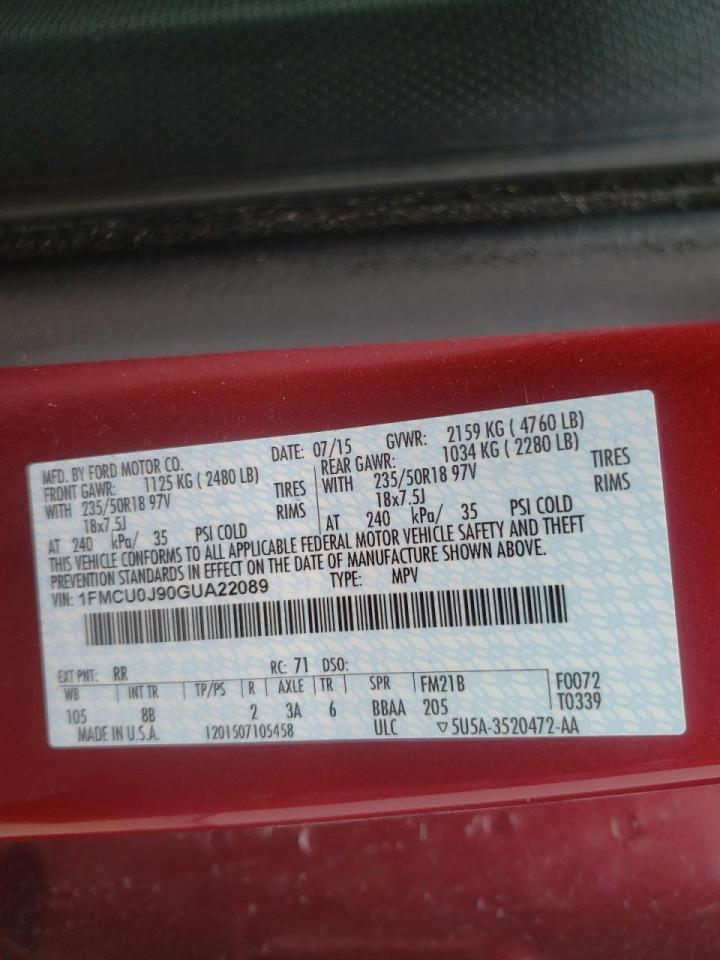 MFD. BY FORD MOTOR CO. DATE: 07/15 GVWR: 2159 KG ( 4760 LB)
FRONT GAWR: 1125 KG ( 2480 LB) REAR GAWR: 1034 KG ( 2280 LB)
WITH 235/50R18 97V TIRES WITH 235/50R18 97V TIRES
18x7.5J RIMS 18x7.5J RIMS
AT 240 kPa/ 35 PSI COLD AT 240 kPa/ 35 PSI COLD
THIS VEHICLE CONFORMS TO ALL APPLICABLE FEDERAL MOTOR VEHICLE SAFETY AND THEFT
PREVENTION STANDARDS IN EFFECT ON THE DATE OF MANUFACTURE SHOWN ABOVE.
VIN: 1FMCU0J90GUA22089 TYPE: MPV
EXT PNT: RR RC: 71 DSO:
WB INT TR TP/PS R AXLE TR SPR FM21B F0072
105 8B 2 3A 6 BBAA 205 T0339
MADE IN U.S.A. 1201507105458 ULC ▽5U5A-3520472-AA